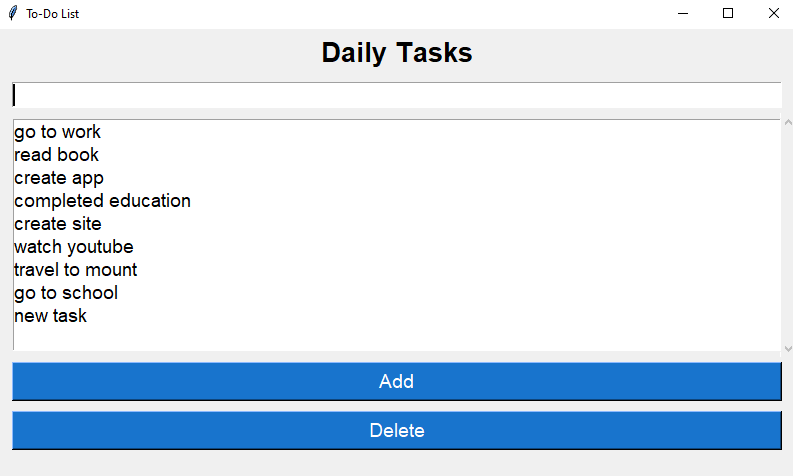 To-Do List
Daily Tasks
go to work
read book
create app
completed education
create site
watch youtube
travel to mount
go to school
new task
Add
Delete